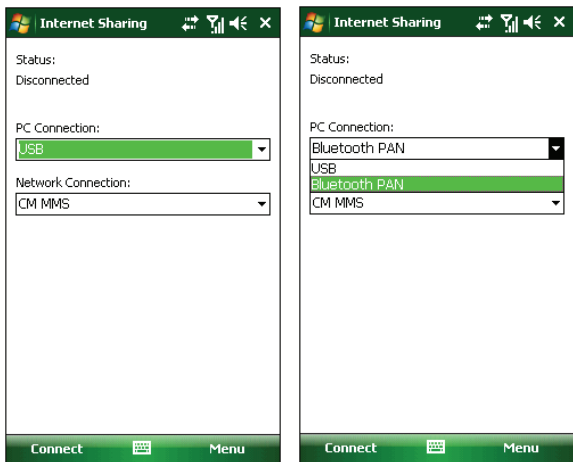 Internet Sharing
Status:
Disconnected
PC Connection:
USB
Network Connection:
CM MMS
Connect
Menu
Internet Sharing
Status:
Disconnected
PC Connection:
Bluetooth PAN
USB
Bluetooth PAN
CM MMS
Connect
Menu